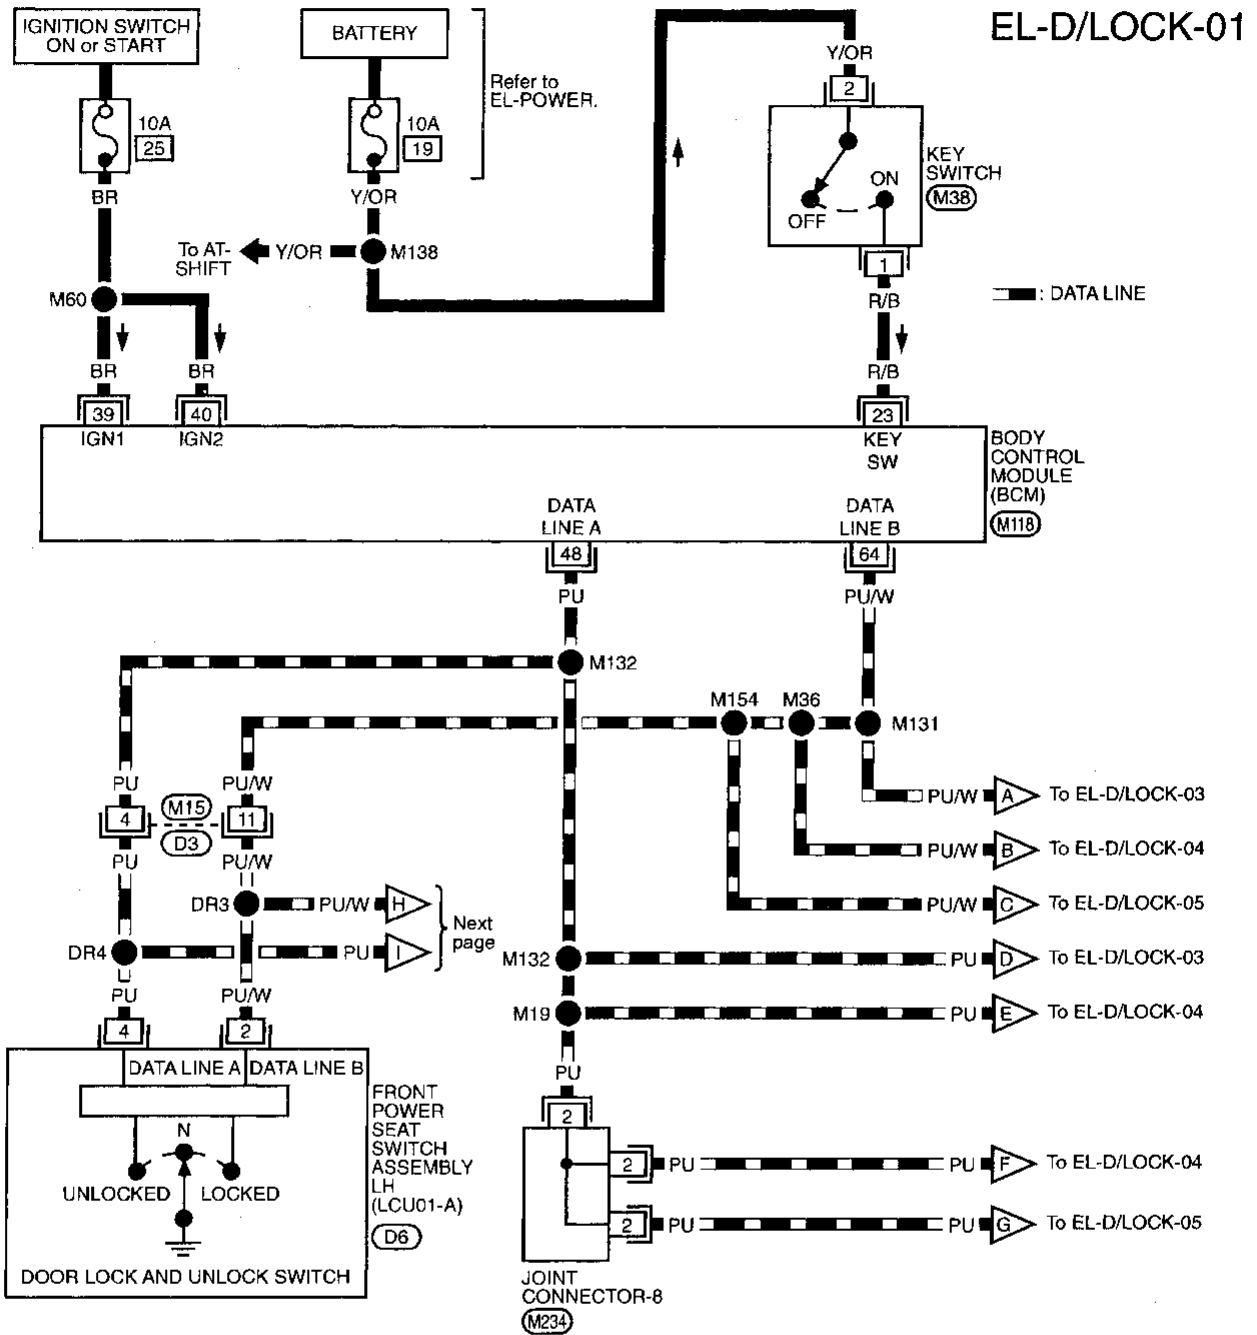 EL-D/LOCK-01
IGNITION SWITCH
ON or START
BATTERY
Refer to
EL-POWER.
10A
25
10A
19
BR
Y/OR
Y/OR
2
KEY
SWITCH
M38
ON
OFF
1
To AT-
SHIFT
Y/OR
M138
M60
R/B
: DATA LINE
BR
BR
R/B
39
40
23
IGN1
IGN2
KEY
SW
BODY
CONTROL
MODULE
(BCM)
M118
DATA
LINE A
DATA
LINE B
48
64
PU
PU/W
M132
M154
M36
M131
PU
PU/W
4
M15
11
D3
PU
PU/W
PU/W
A
To EL-D/LOCK-03
PU/W
B
To EL-D/LOCK-04
PU/W
C
To EL-D/LOCK-05
DR3
PU/W
H
Next
page
DR4
PU
I
M132
PU
D
To EL-D/LOCK-03
PU
PU/W
M19
PU
E
To EL-D/LOCK-04
4
2
PU
DATA LINE A
DATA LINE B
FRONT
POWER
SEAT
SWITCH
ASSEMBLY
LH
(LCU01-A)
D6
N
UNLOCKED
LOCKED
DOOR LOCK AND UNLOCK SWITCH
2
2
PU
PU
F
To EL-D/LOCK-04
2
PU
PU
G
To EL-D/LOCK-05
JOINT
CONNECTOR-8
M234